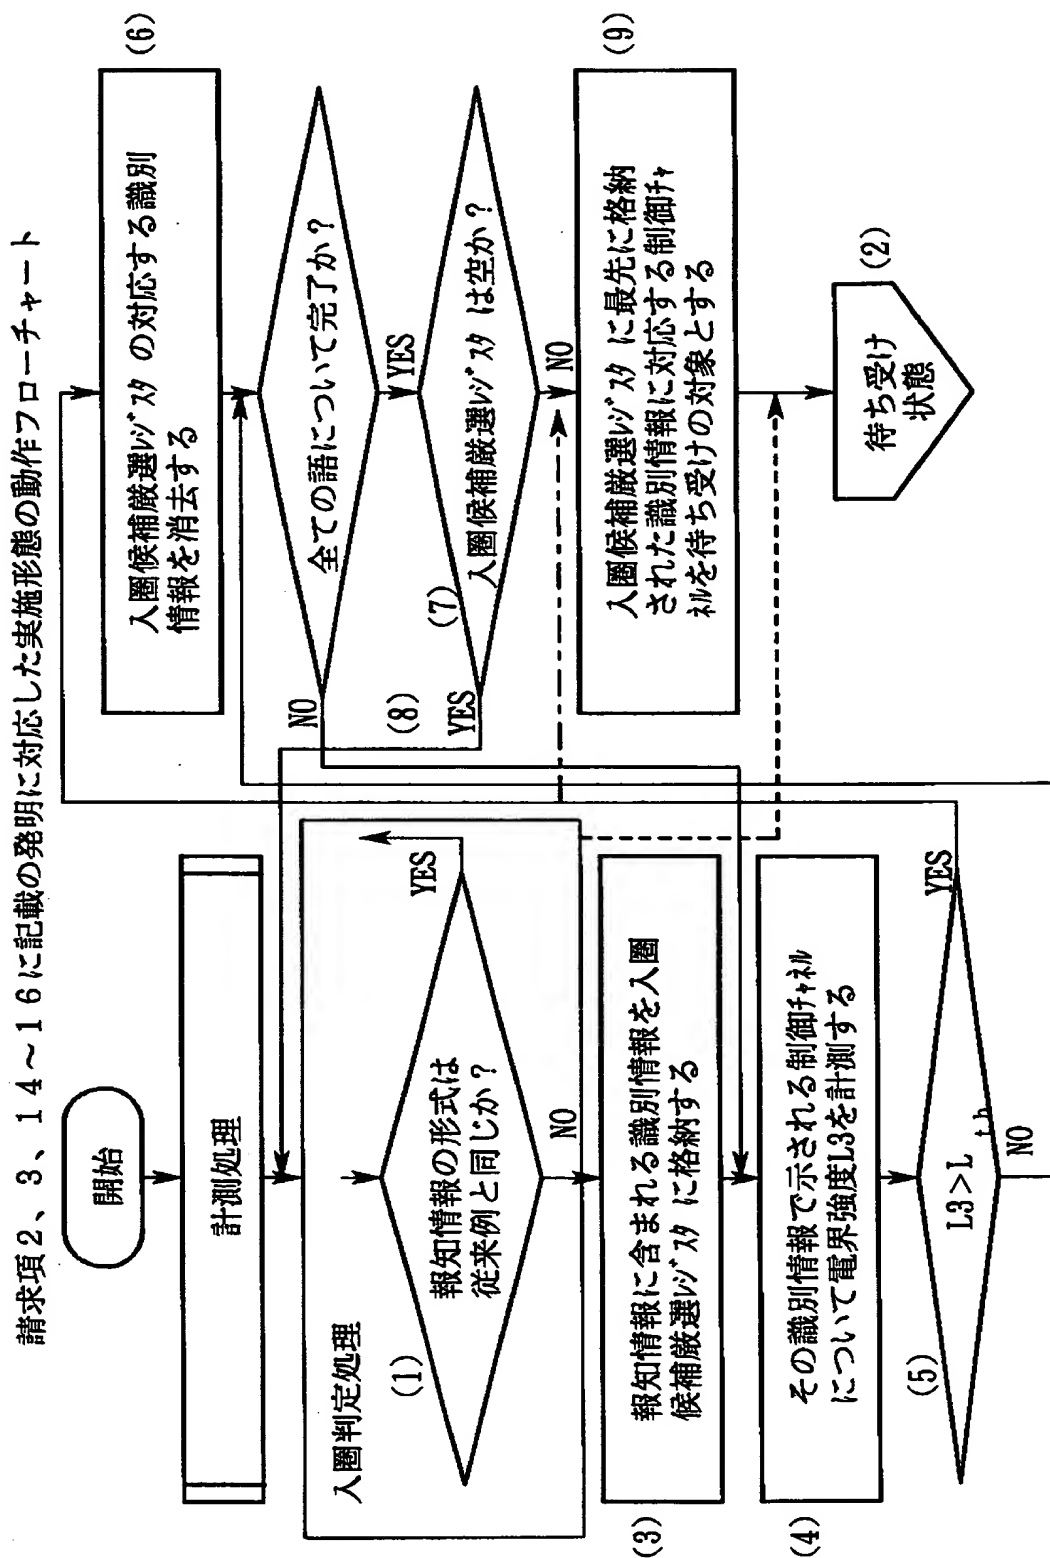 請求項2、3、14~16に記載の発明に対応した実施形態の動作フローチャート
開始
計測処理
入圏判定処理
(1)
報知情報の形式は
従来例と同じか?
YES
NO
(3)
報知情報に含まれる識別情報を入圏
候補厳選レジスタ に格納する
(4)
その識別情報で示される制御チャネル
について電界強度L3を計測する
(5)
L3>L th
YES
NO
(6)
入圏候補厳選レジスタ の対応する識別
情報を消去する
全ての語について完了か?
NO
YES
(7)
(8)
入圏候補厳選レジスタ は空か?
YES
NO
(9)
入圏候補厳選レジスタ に最先に格納
された識別情報に対応する制御チャ
ネルを待ち受けの対象とする
(2)
待ち受け
状態